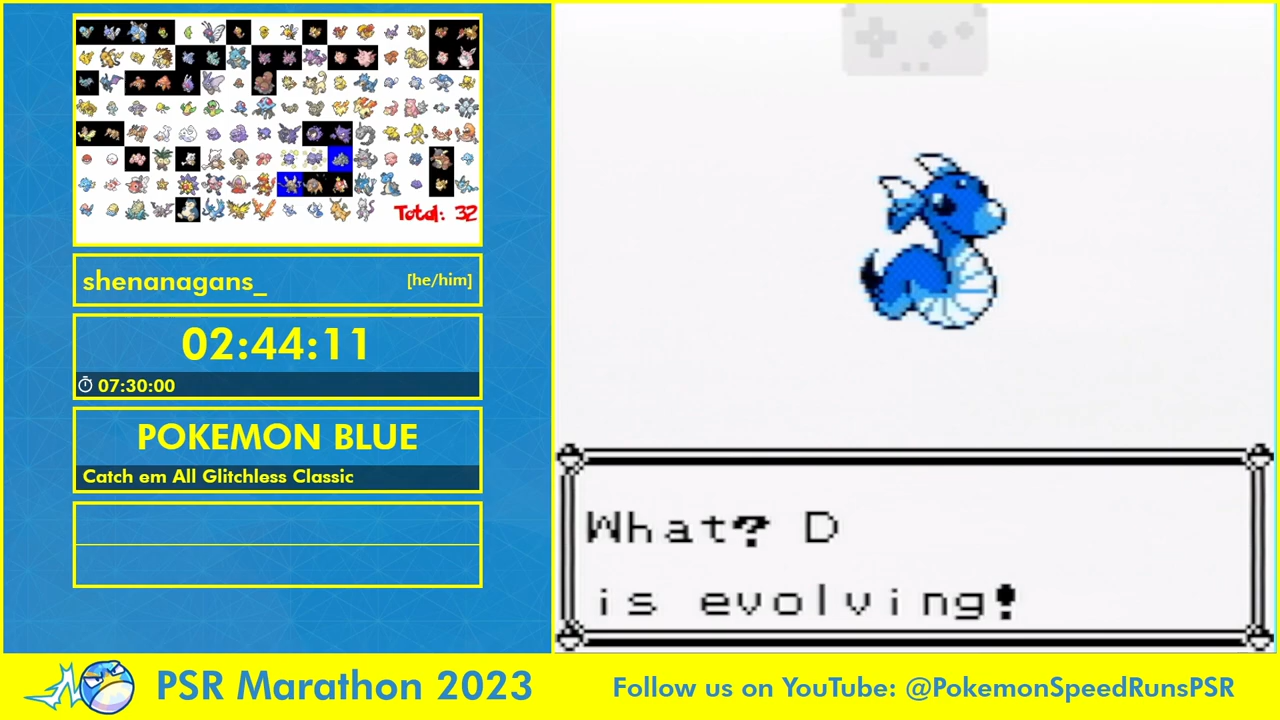 Total: 32
shenanagans_ [he/him]
02:44:11
07:30:00
POKEMON BLUE
Catch em All Glitchless Classic
What? D
is evolving!
PSR Marathon 2023
Follow us on YouTube: @PokemonSpeedRunsPSR